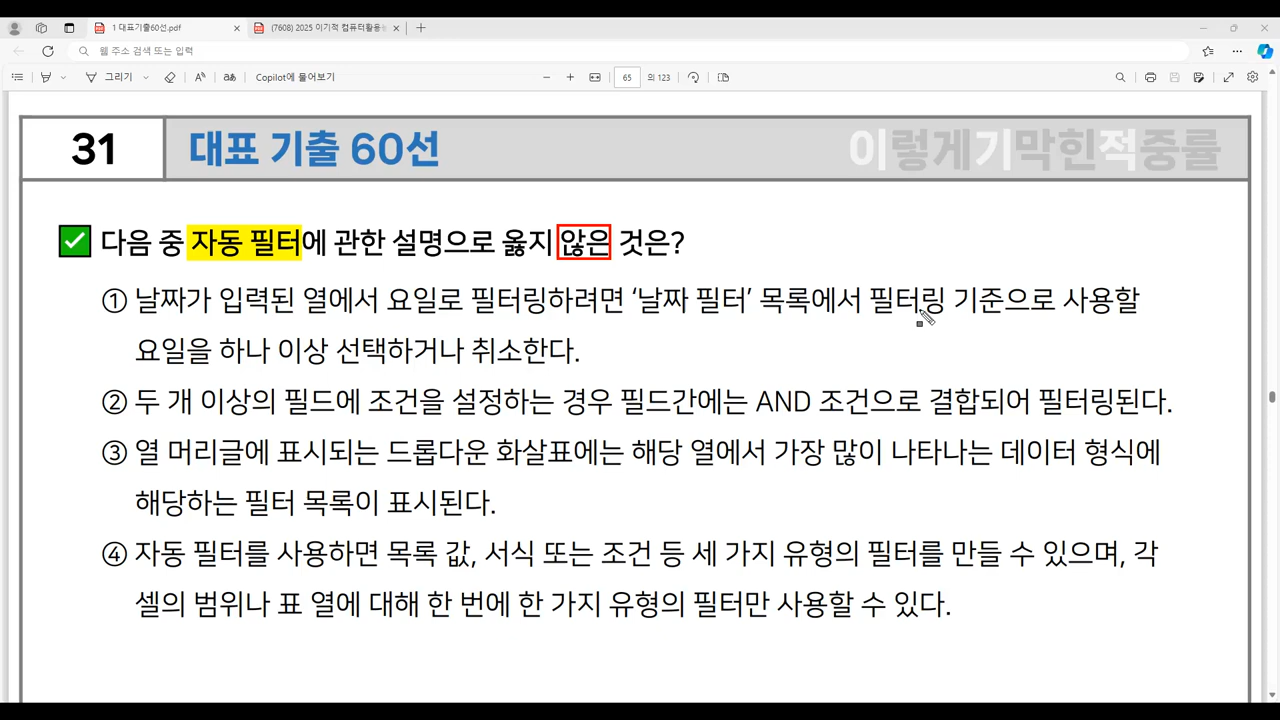 1 대표기출60선.pdf
(7608) 2025 이기적 컴퓨터활용능
웹 주소 검색 또는 입력
그리기
Copilot에 물어보기
65 의 123
31 대표 기출 60선 이렇게기막힌적중률
다음 중 자동 필터에 관한 설명으로 옳지 않은 것은?
① 날짜가 입력된 열에서 요일로 필터링하려면 ‘날짜 필터’ 목록에서 필터링 기준으로 사용할
요일을 하나 이상 선택하거나 취소한다.
② 두 개 이상의 필드에 조건을 설정하는 경우 필드간에는 AND 조건으로 결합되어 필터링된다.
③ 열 머리글에 표시되는 드롭다운 화살표에는 해당 열에서 가장 많이 나타나는 데이터 형식에
해당하는 필터 목록이 표시된다.
④ 자동 필터를 사용하면 목록 값, 서식 또는 조건 등 세 가지 유형의 필터를 만들 수 있으며, 각
셀의 범위나 표 열에 대해 한 번에 한 가지 유형의 필터만 사용할 수 있다.